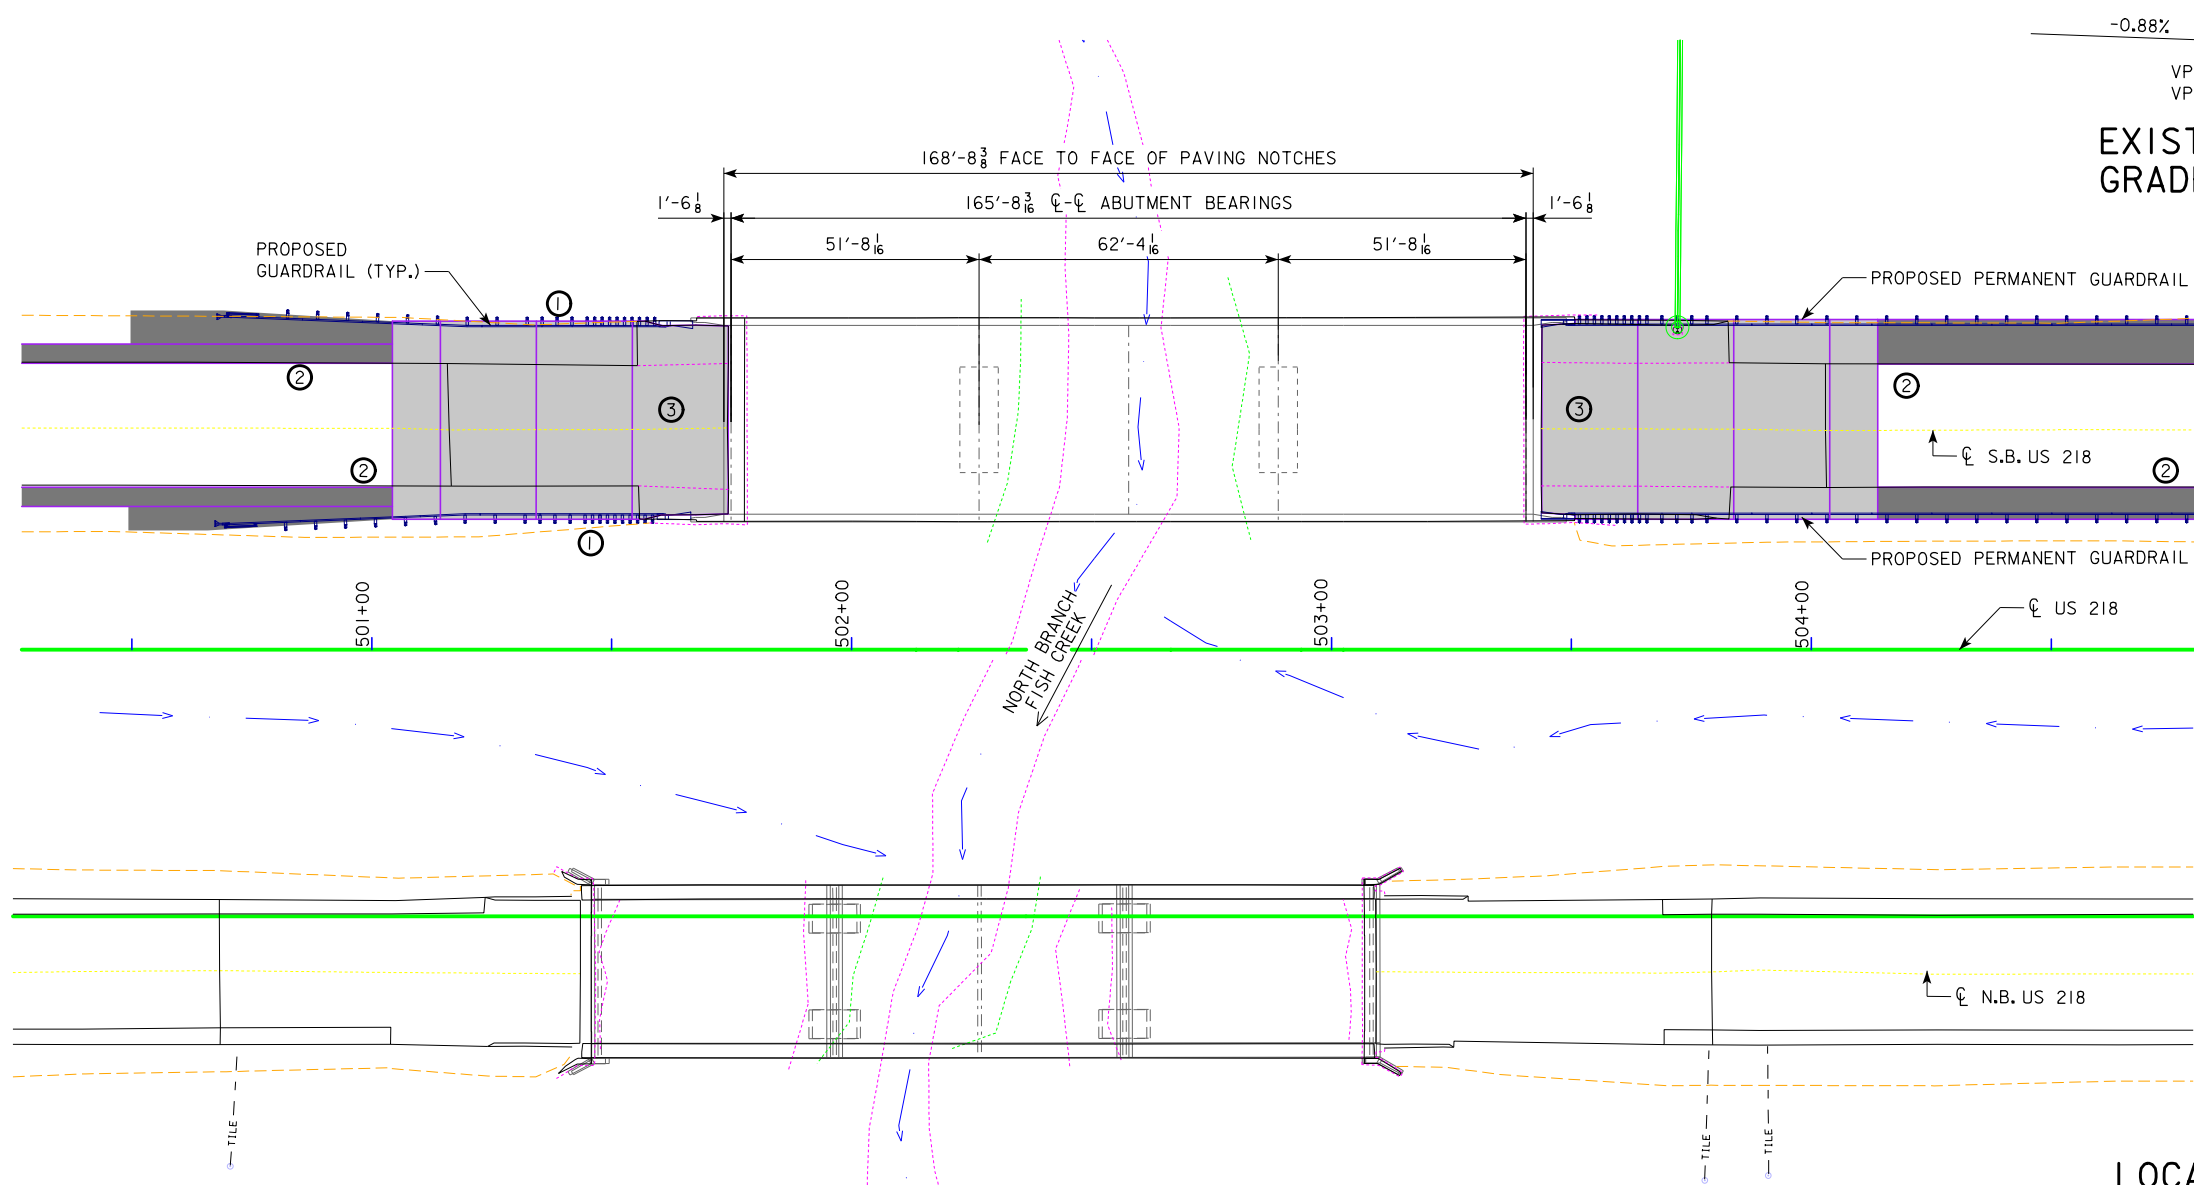 -0.88%
VP
VP
EXIST
GRAD
168'-8 3/8 FACE TO FACE OF PAVING NOTCHES
1'-6 1/8
165'-8 3/16 ℄-℄ ABUTMENT BEARINGS
1'-6 1/8
51'-8 1/16
62'-4 1/16
51'-8 1/16
PROPOSED
GUARDRAIL (TYP.)
PROPOSED PERMANENT GUARDRAIL
1
2
2
3
3
2
℄ S.B. US 218
2
1
PROPOSED PERMANENT GUARDRAIL
501+00
502+00
503+00
504+00
℄ US 218
NORTH BRANCH
FISH CREEK
℄ N.B. US 218
TILE
TILE
TILE
LOCA